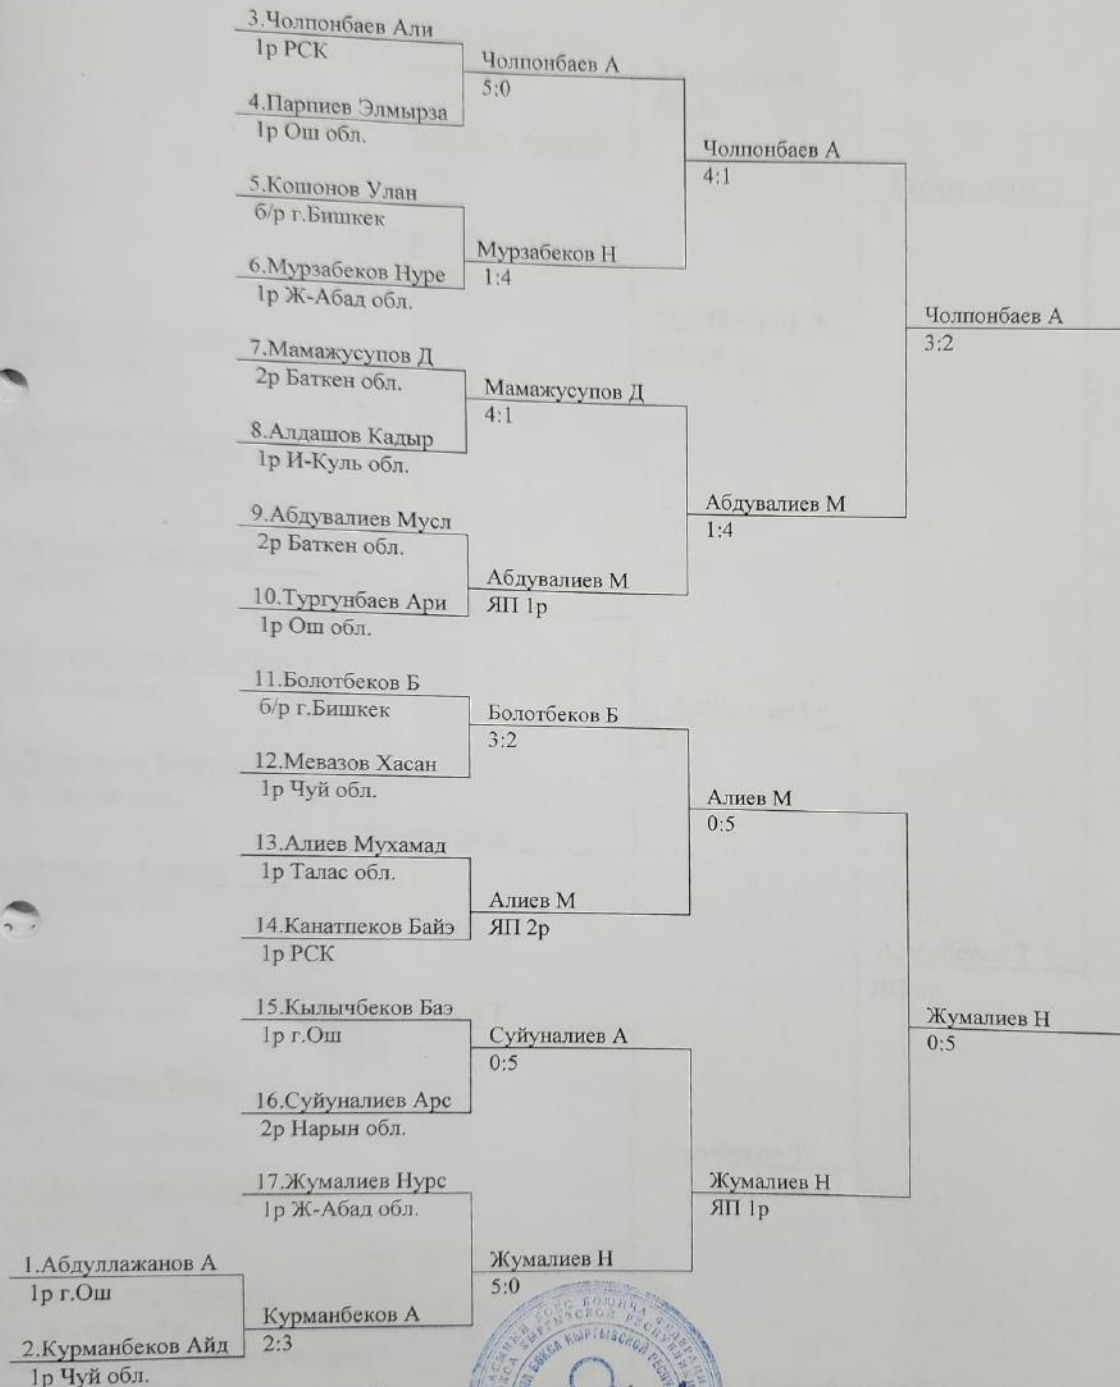 3.Чолпонбаев Али
1р РСК
Чолпонбаев А
5:0
4.Парпиев Элмырза
1р Ош обл.
Чолпонбаев А
4:1
5.Кошонов Улан
б/р г.Бишкек
Мурзабеков Н
1:4
6.Мурзабеков Нуре
1р Ж-Абад обл.
Чолпонбаев А
3:2
7.Мамажусупов Д
2р Баткен обл.
Мамажусупов Д
4:1
8.Алдашов Кадыр
1р И-Куль обл.
Абдувалиев М
1:4
9.Абдувалиев Мусл
2р Баткен обл.
Абдувалиев М
ЯП 1р
10.Тургунбаев Ари
1р Ош обл.
11.Болотбеков Б
б/р г.Бишкек
Болотбеков Б
3:2
12.Мевазов Хасан
1р Чуй обл.
Алиев М
0:5
13.Алиев Мухамад
1р Талас обл.
Алиев М
ЯП 2р
14.Канатпеков Байэ
1р РСК
Жумалиев Н
0:5
15.Кылычбеков Баэ
1р г.Ош
Суйуналиев А
0:5
16.Суйуналиев Арс
2р Нарын обл.
17.Жумалиев Нурс
1р Ж-Абад обл.
Жумалиев Н
ЯП 1р
Жумалиев Н
5:0
1.Абдуллажанов А
1р г.Ош
Курманбеков А
2:3
2.Курманбеков Айд
1р Чуй обл.